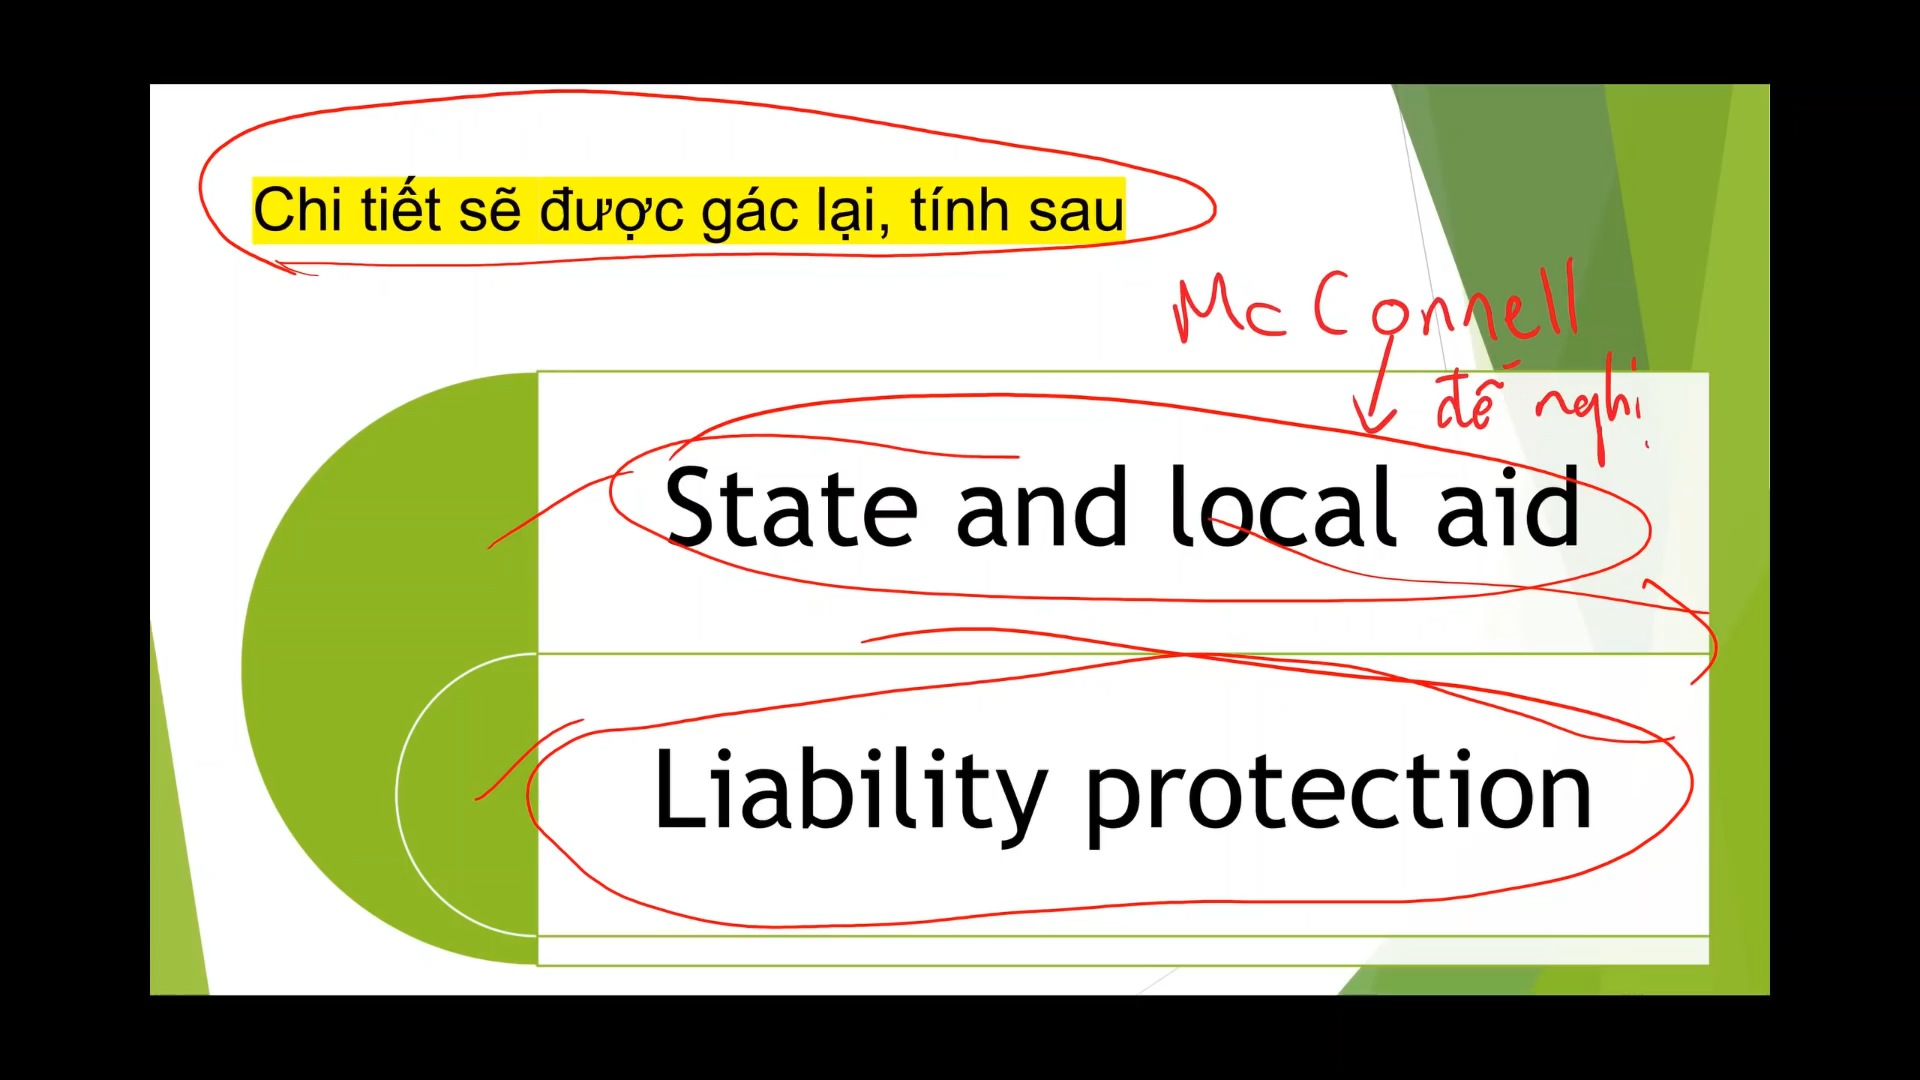 Chi tiết sẽ được gác lại, tính sau
McConnell
đề nghị
State and local aid
Liability protection